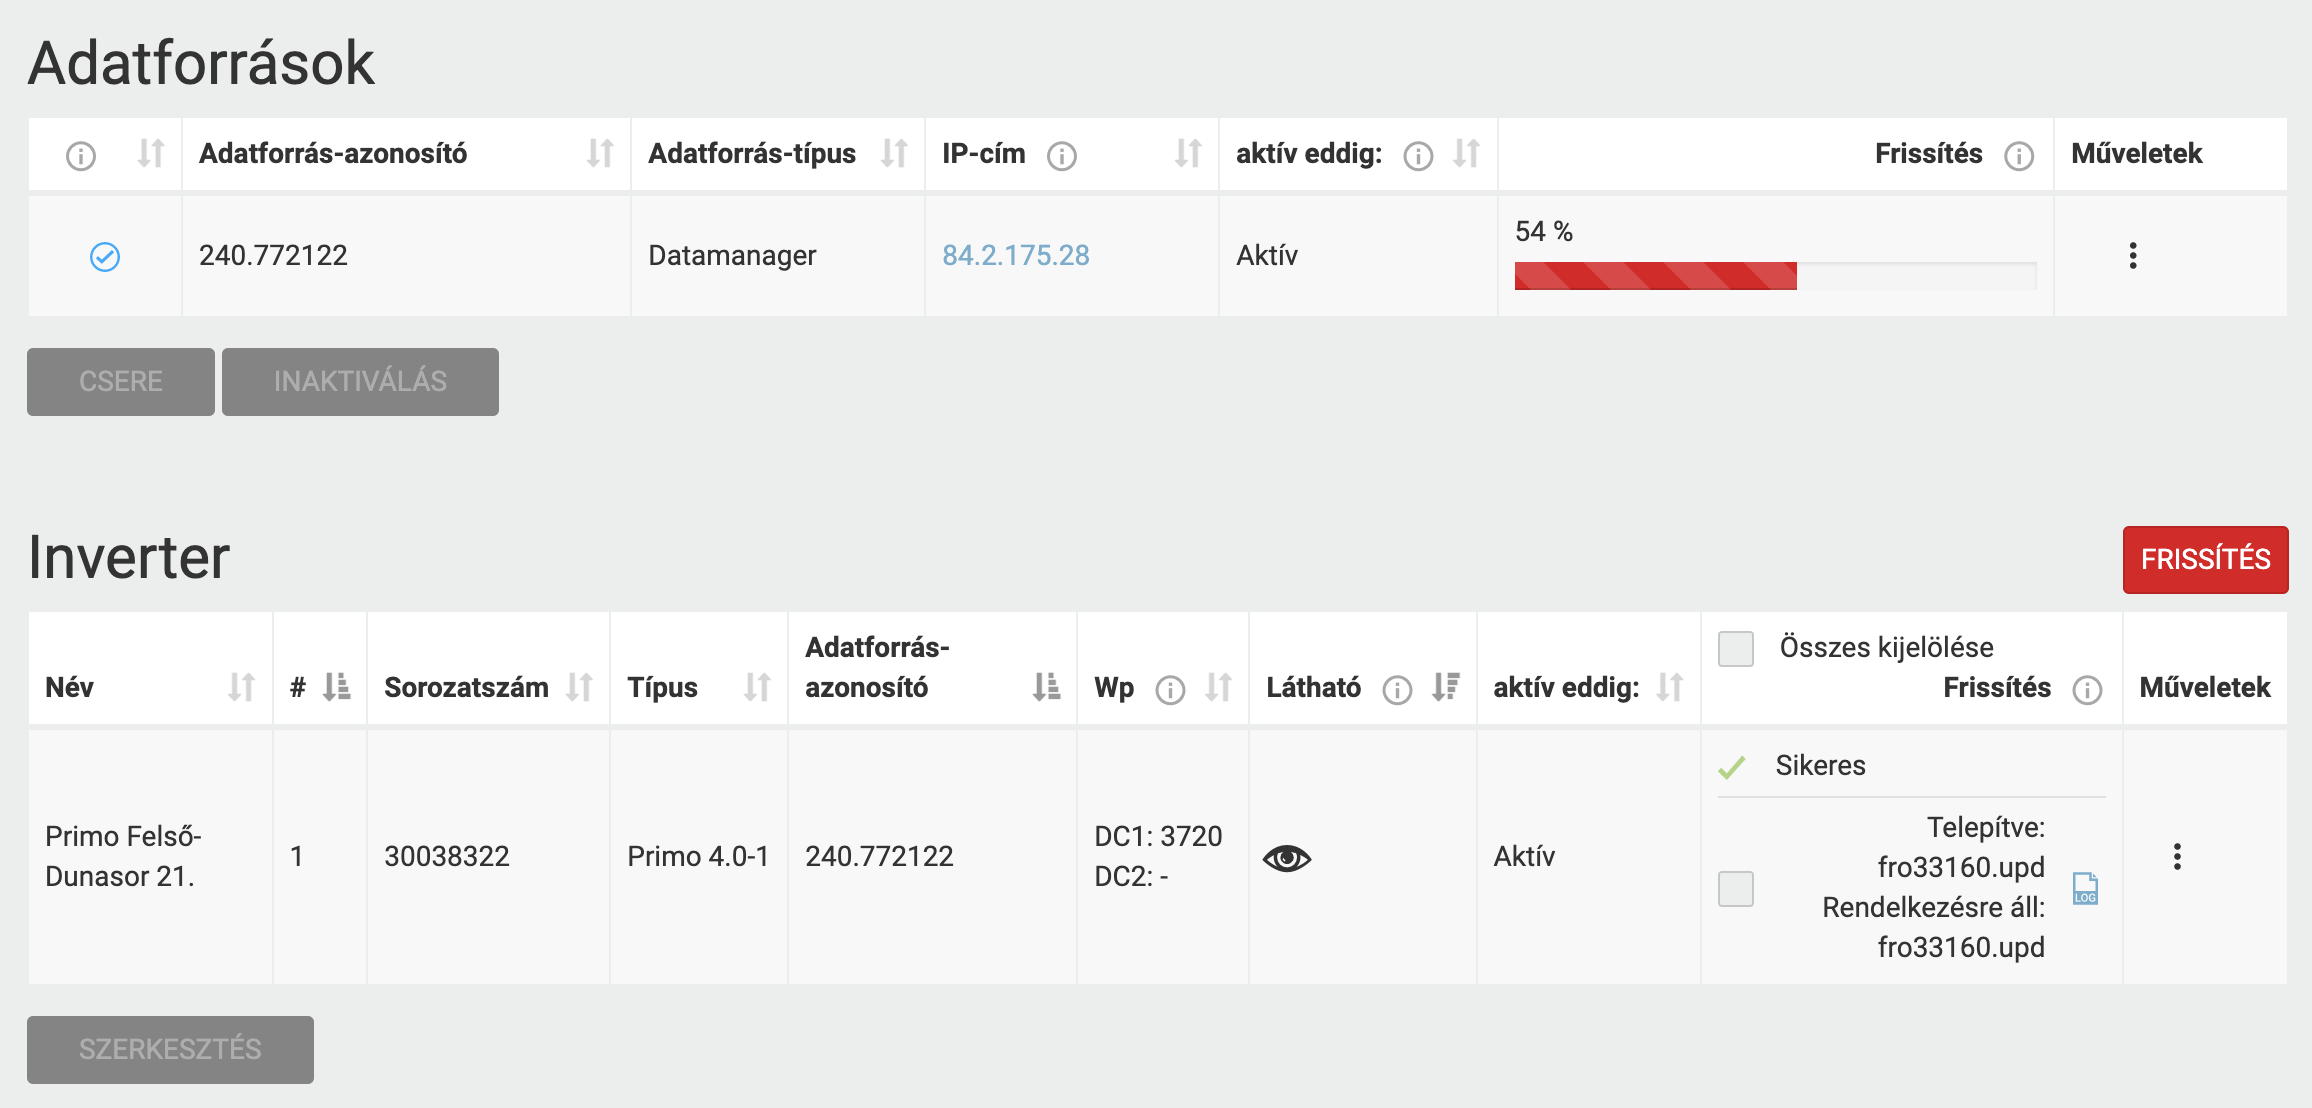 Adatforrások
Adatforrás-azonosító Adatforrás-típus IP-cím aktív eddig: Frissítés Műveletek
54 %
240.772122 Datamanager 84.2.175.28 Aktív
CSERE INAKTIVÁLÁS
Inverter FRISSÍTÉS
Adatforrás- Összes kijelölése
Név # Sorozatszám Típus azonosító Wp Látható aktív eddig: Frissítés Műveletek
Sikeres
Primo Felső- DC1: 3720 Telepítve:
1 30038322 Primo 4.0-1 240.772122 Aktív fro33160.upd
Dunasor 21. DC2: - LOG
Rendelkezésre áll:
fro33160.upd
SZERKESZTÉS